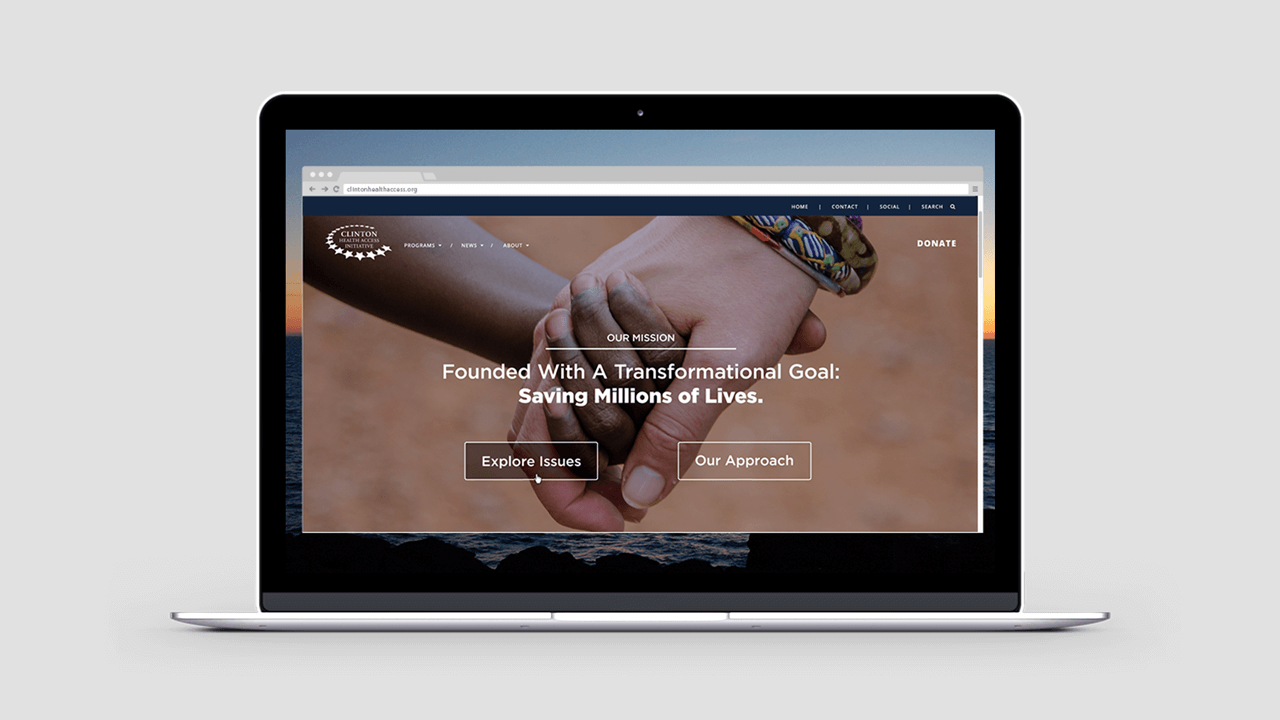 clintonhealthaccess.org
HOME | CONTACT | SOCIAL | SEARCH
CLINTON
HEALTH ACCESS
INITIATIVE
PROGRAMS / NEWS / ABOUT
DONATE
OUR MISSION
Founded With A Transformational Goal:
Saving Millions of Lives.
Explore Issues
Our Approach